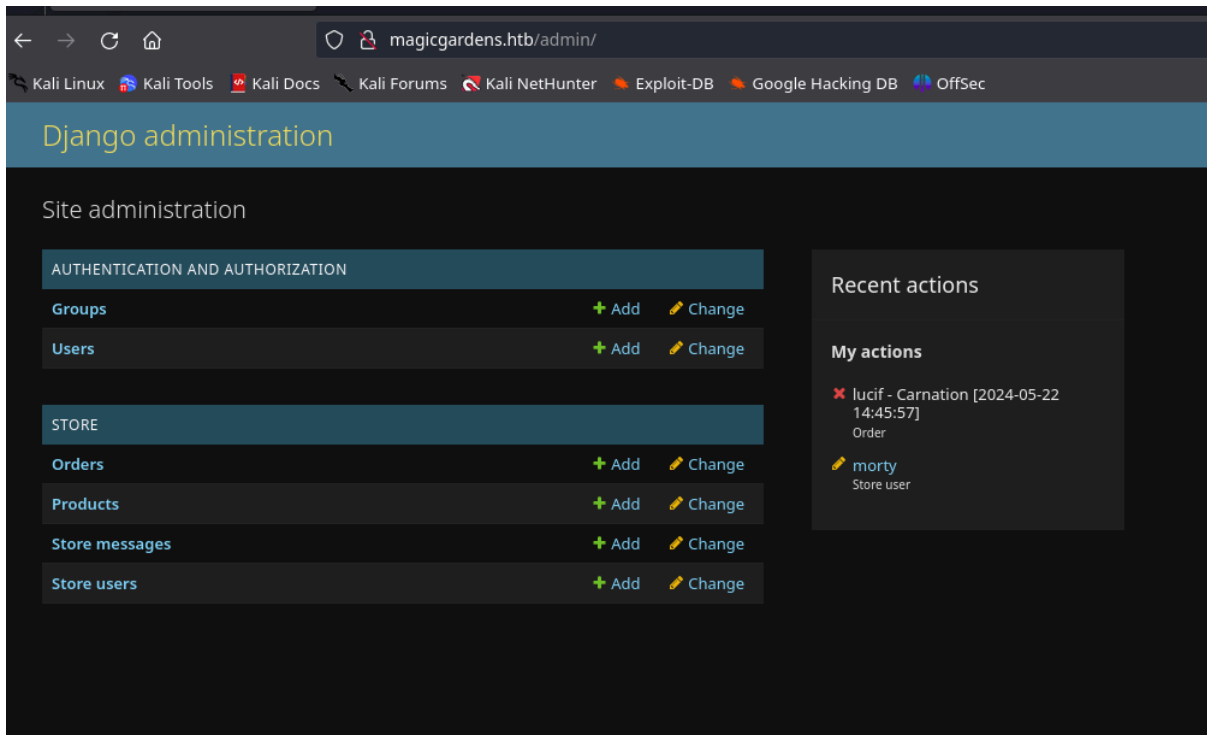 magicgardens.htb/admin/
Kali Linux Kali Tools Kali Docs Kali Forums Kali NetHunter Exploit-DB Google Hacking DB OffSec
Django administration
Site administration
AUTHENTICATION AND AUTHORIZATION
Groups Add Change
Users Add Change
STORE
Orders Add Change
Products Add Change
Store messages Add Change
Store users Add Change
Recent actions
My actions
lucif - Carnation [2024-05-22
14:45:57]
Order
morty
Store user